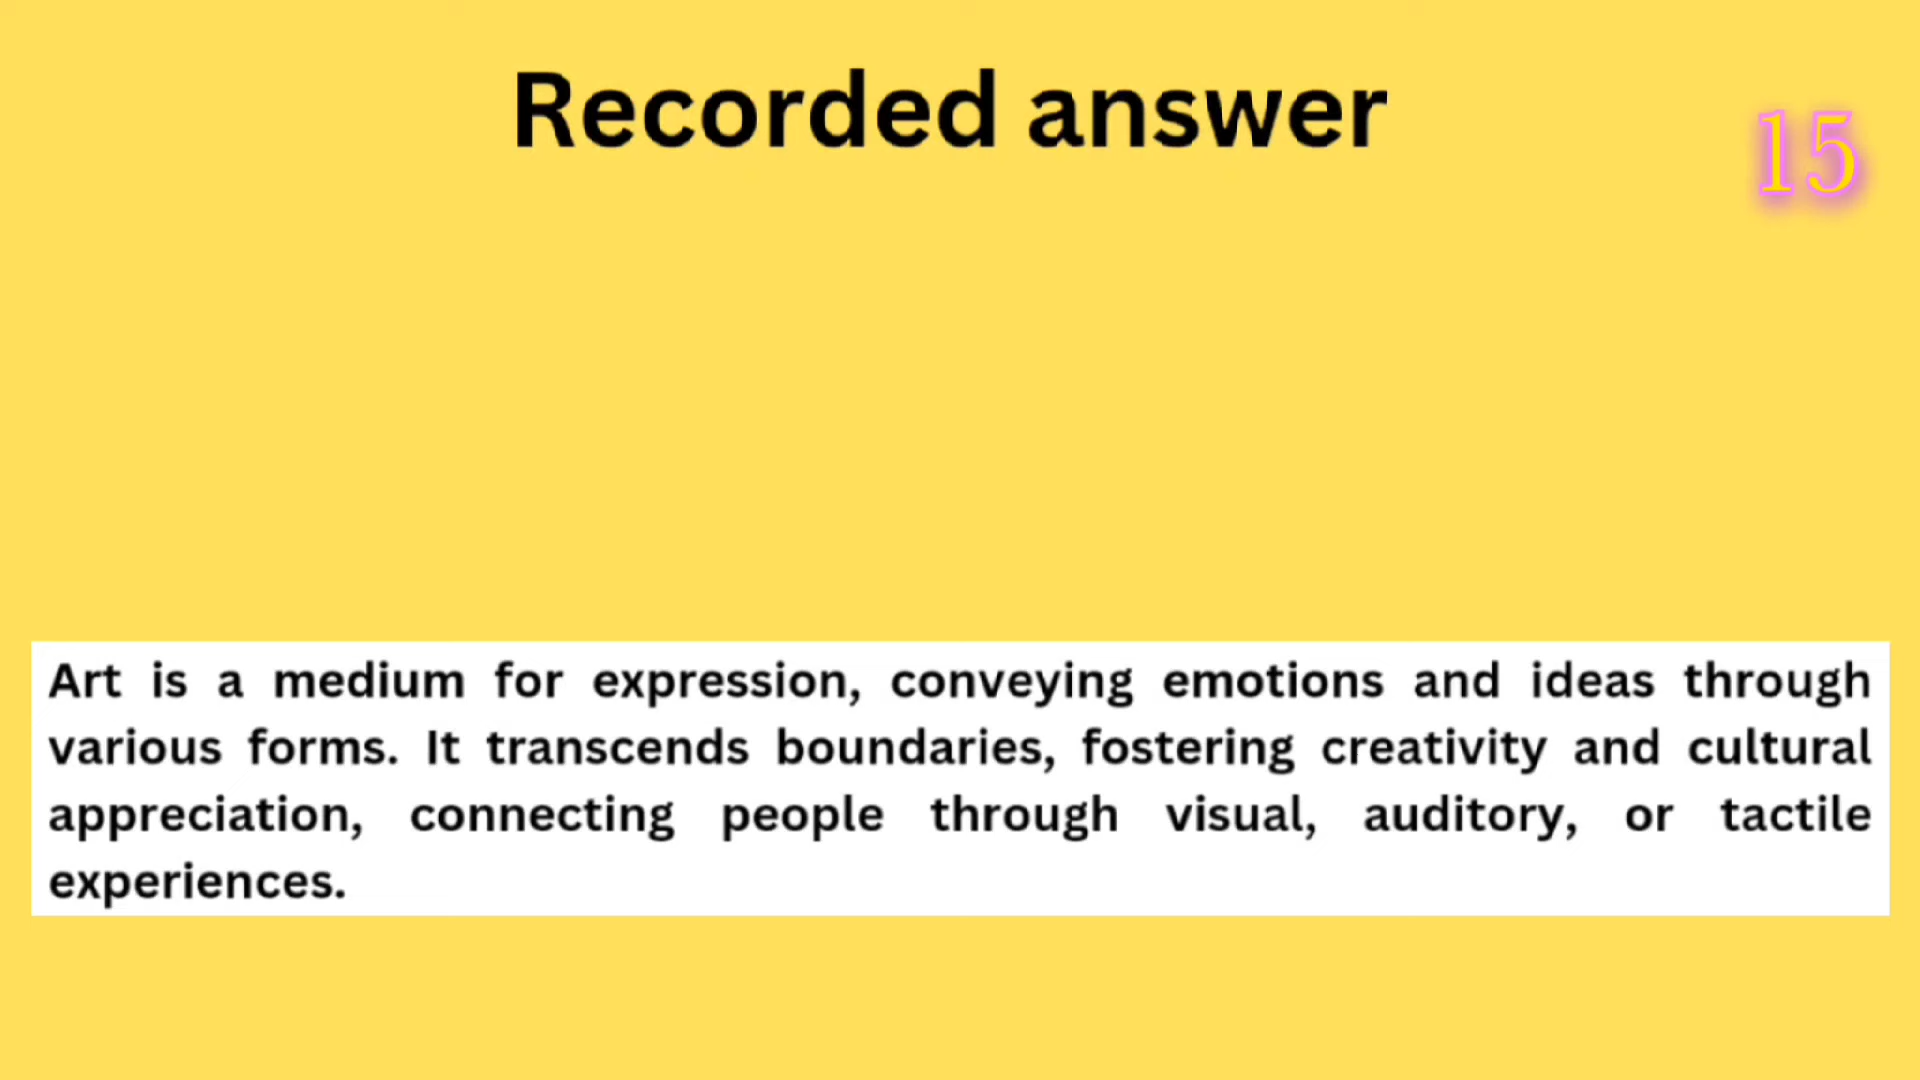 Recorded answer
15
Art is a medium for expression, conveying emotions and ideas through
various forms. It transcends boundaries, fostering creativity and cultural
appreciation, connecting people through visual, auditory, or tactile
experiences.